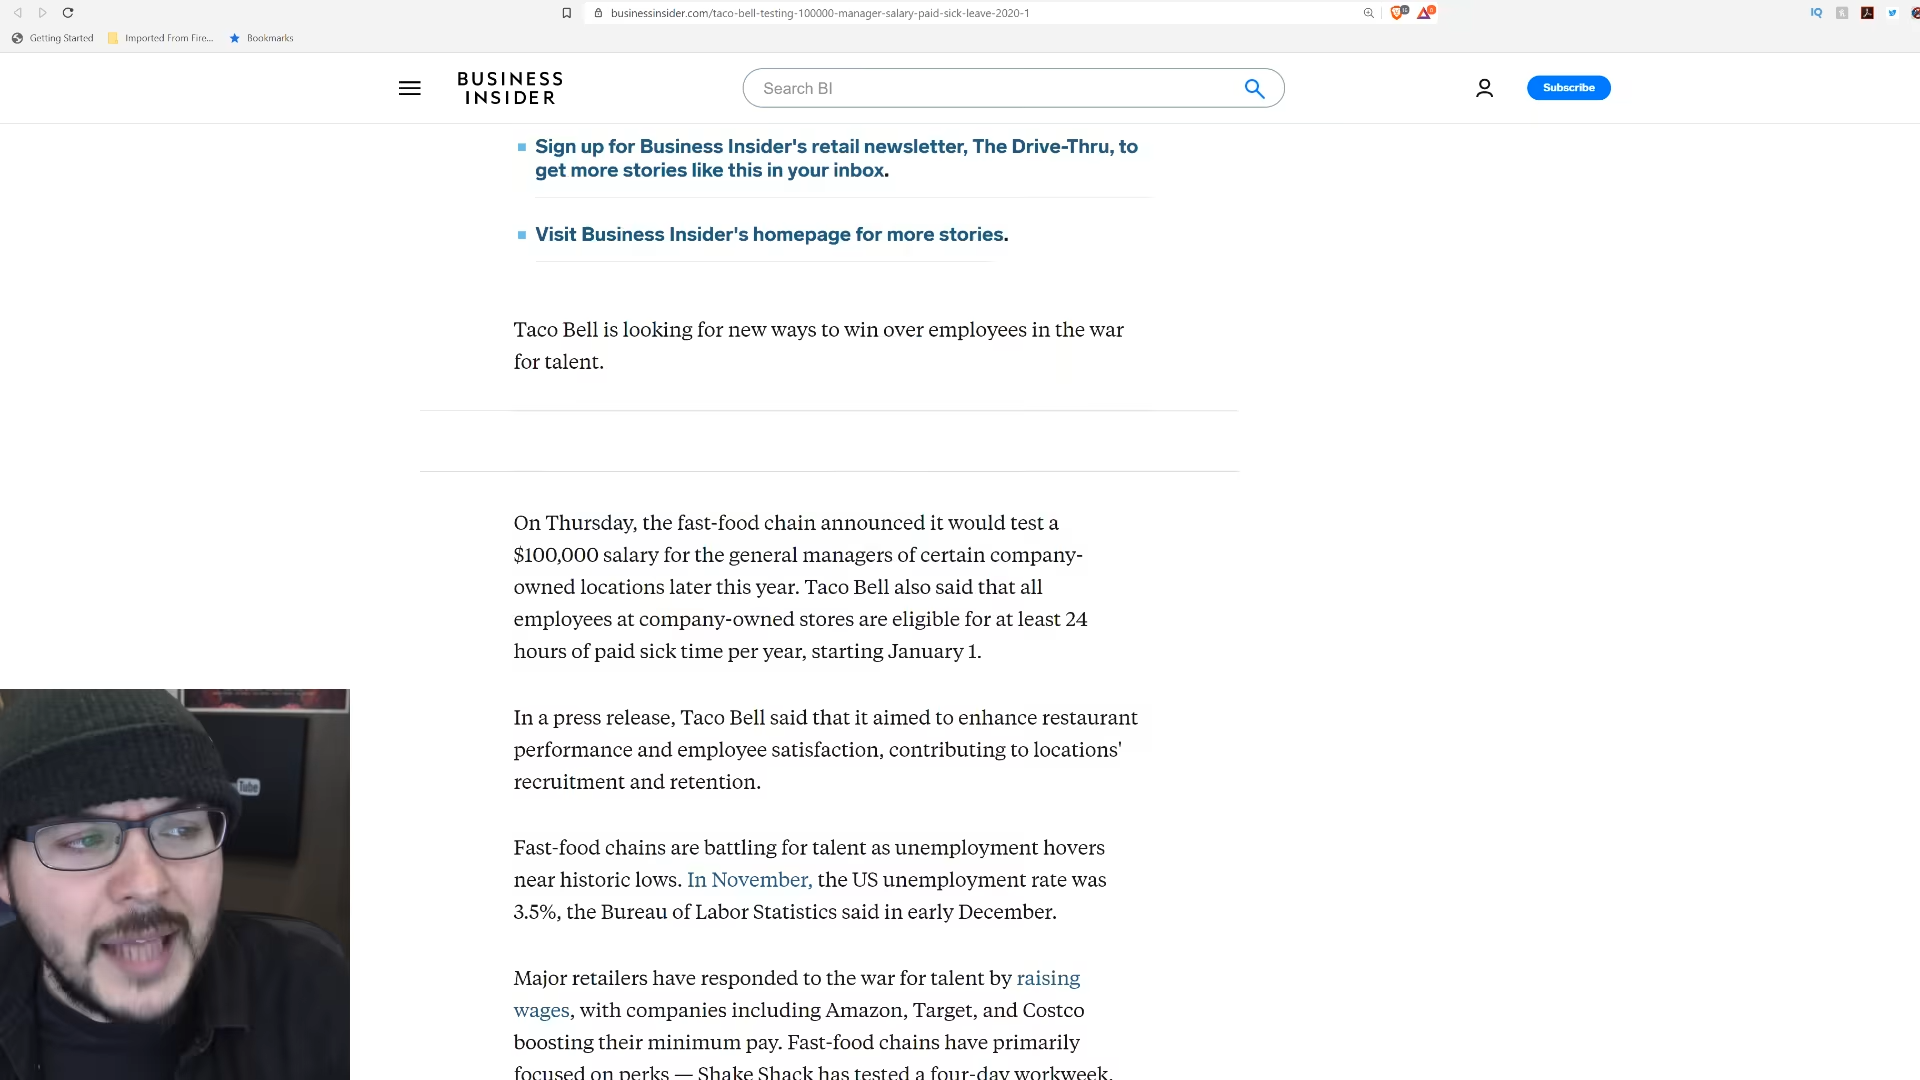 businessinsider.com/taco-bell-testing-100000-manager-salary-paid-sick-leave-2020-1
IQ
Getting Started
Imported From Fire...
Bookmarks
BUSINESS
INSIDER
Search BI
Subscribe
Sign up for Business Insider's retail newsletter, The Drive-Thru, to
get more stories like this in your inbox.
Visit Business Insider's homepage for more stories.
Taco Bell is looking for new ways to win over employees in the war
for talent.
On Thursday, the fast-food chain announced it would test a
$100,000 salary for the general managers of certain company-
owned locations later this year. Taco Bell also said that all
employees at company-owned stores are eligible for at least 24
hours of paid sick time per year, starting January 1.
In a press release, Taco Bell said that it aimed to enhance restaurant
performance and employee satisfaction, contributing to locations'
recruitment and retention.
Tube
Fast-food chains are battling for talent as unemployment hovers
near historic lows. In November, the US unemployment rate was
3.5%, the Bureau of Labor Statistics said in early December.
Major retailers have responded to the war for talent by raising
wages, with companies including Amazon, Target, and Costco
boosting their minimum pay. Fast-food chains have primarily
focused on perks — Shake Shack has tested a four-day workweek,